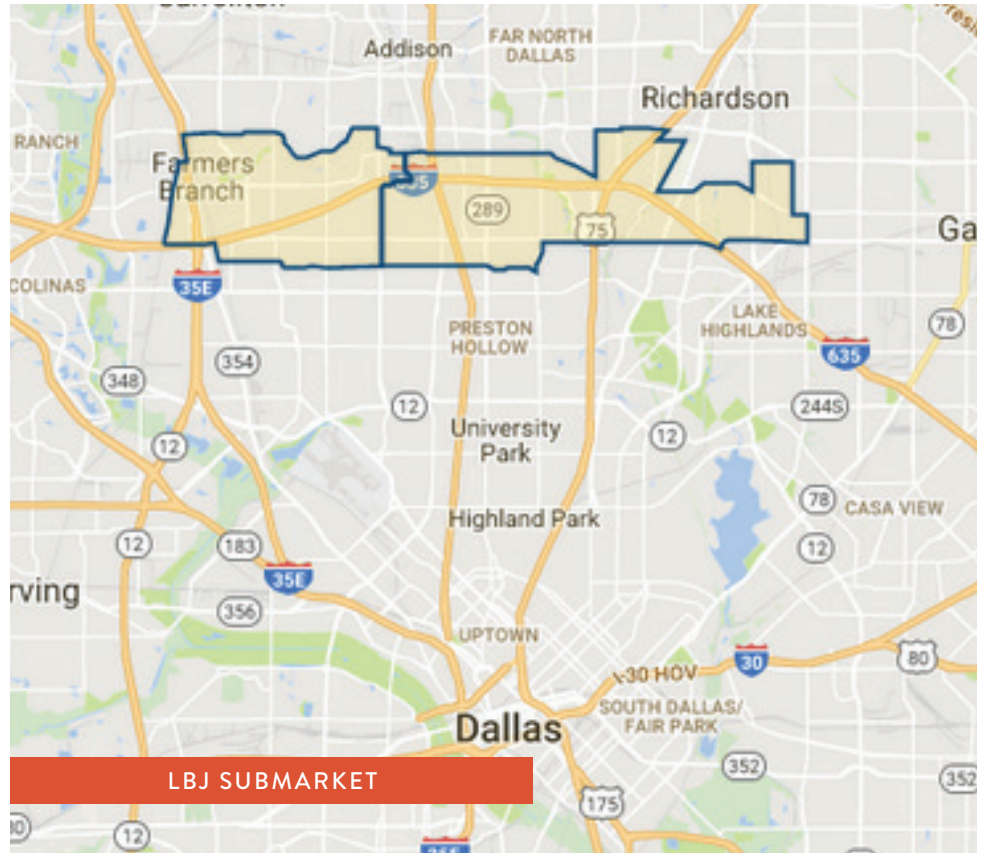 Addison
FAR NORTH
DALLAS
Richardson
RANCH
Farmers
Branch
289
75
Ga
COLINAS
35E
PRESTON
HOLLOW
LAKE
HIGHLANDS
78
635
354
348
12
244S
12
12
University
Park
78
CASA VIEW
Highland Park
12
183
12
35E
rving
356
UPTOWN
30
80
I-30 HOV
SOUTH DALLAS/
FAIR PARK
Dallas
352
352
LBJ SUBMARKET
175
12